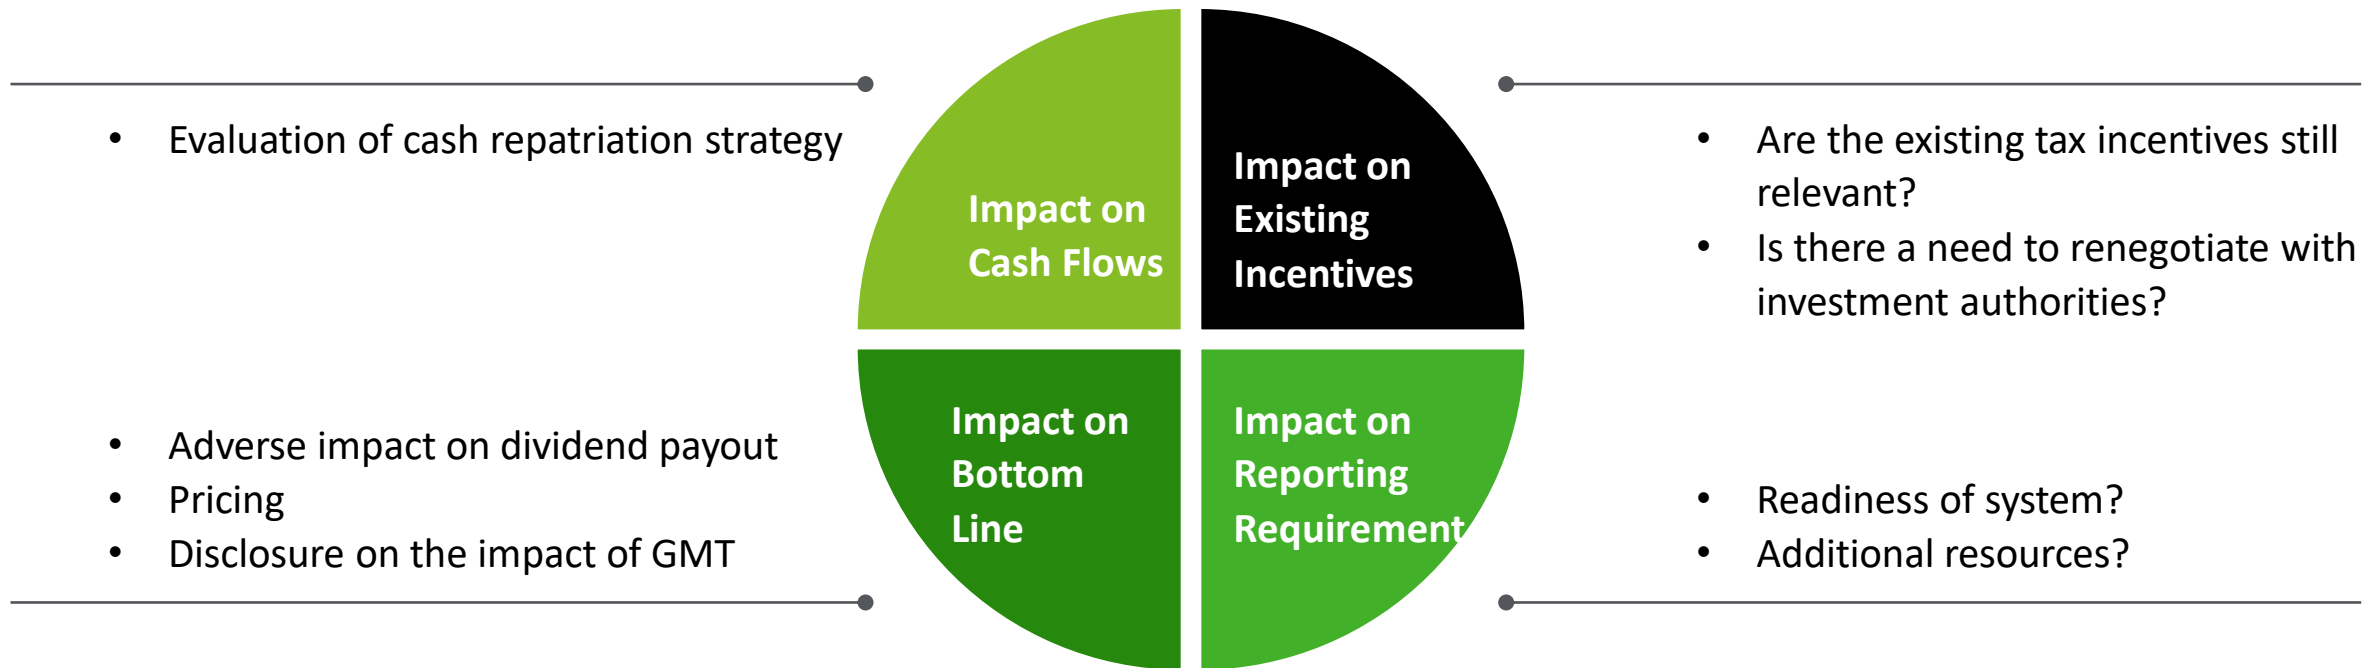 • Evaluation of cash repatriation strategy
Impact on
Cash Flows
Impact on
Existing
Incentives
• Are the existing tax incentives still
relevant?
• Is there a need to renegotiate with
investment authorities?
• Adverse impact on dividend payout
• Pricing
• Disclosure on the impact of GMT
Impact on
Bottom
Line
Impact on
Reporting
Requirement
• Readiness of system?
• Additional resources?